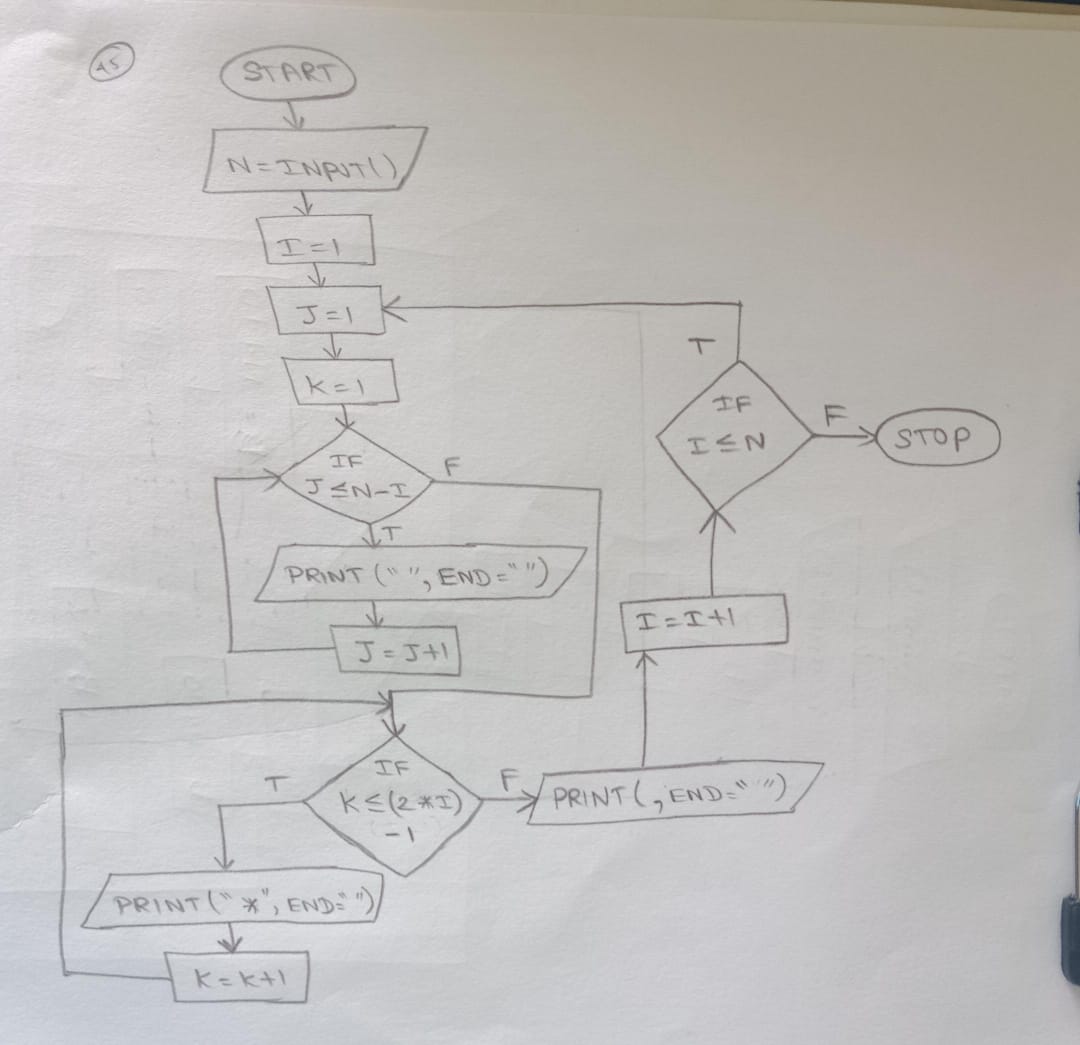 45
START
N=INPUT()
I=1
J=1
K=1
IF
J≤N-I
F
T
PRINT (" ", END=" ")
J=J+1
IF
K≤(2*I)
-1
T
PRINT("*", END=" ")
K=K+1
F
PRINT(, END=" ")
I=I+1
IF
I≤N
T
F
STOP